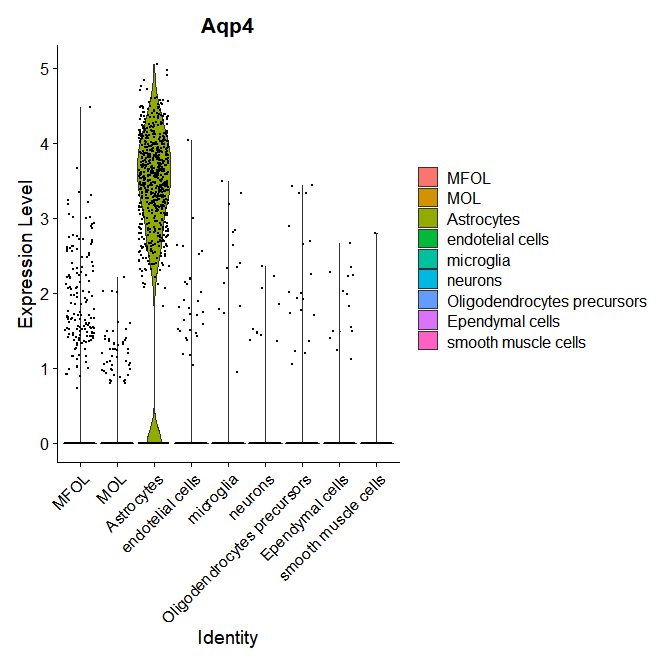 Aqp4
Expression Level
5
4
3
2
1
0
MFOL
MOL
Astrocytes
endotelial cells
microglia
neurons
Oligodendrocytes precursors
Ependymal cells
smooth muscle cells
Identity
MFOL
MOL
Astrocytes
endotelial cells
microglia
neurons
Oligodendrocytes precursors
Ependymal cells
smooth muscle cells